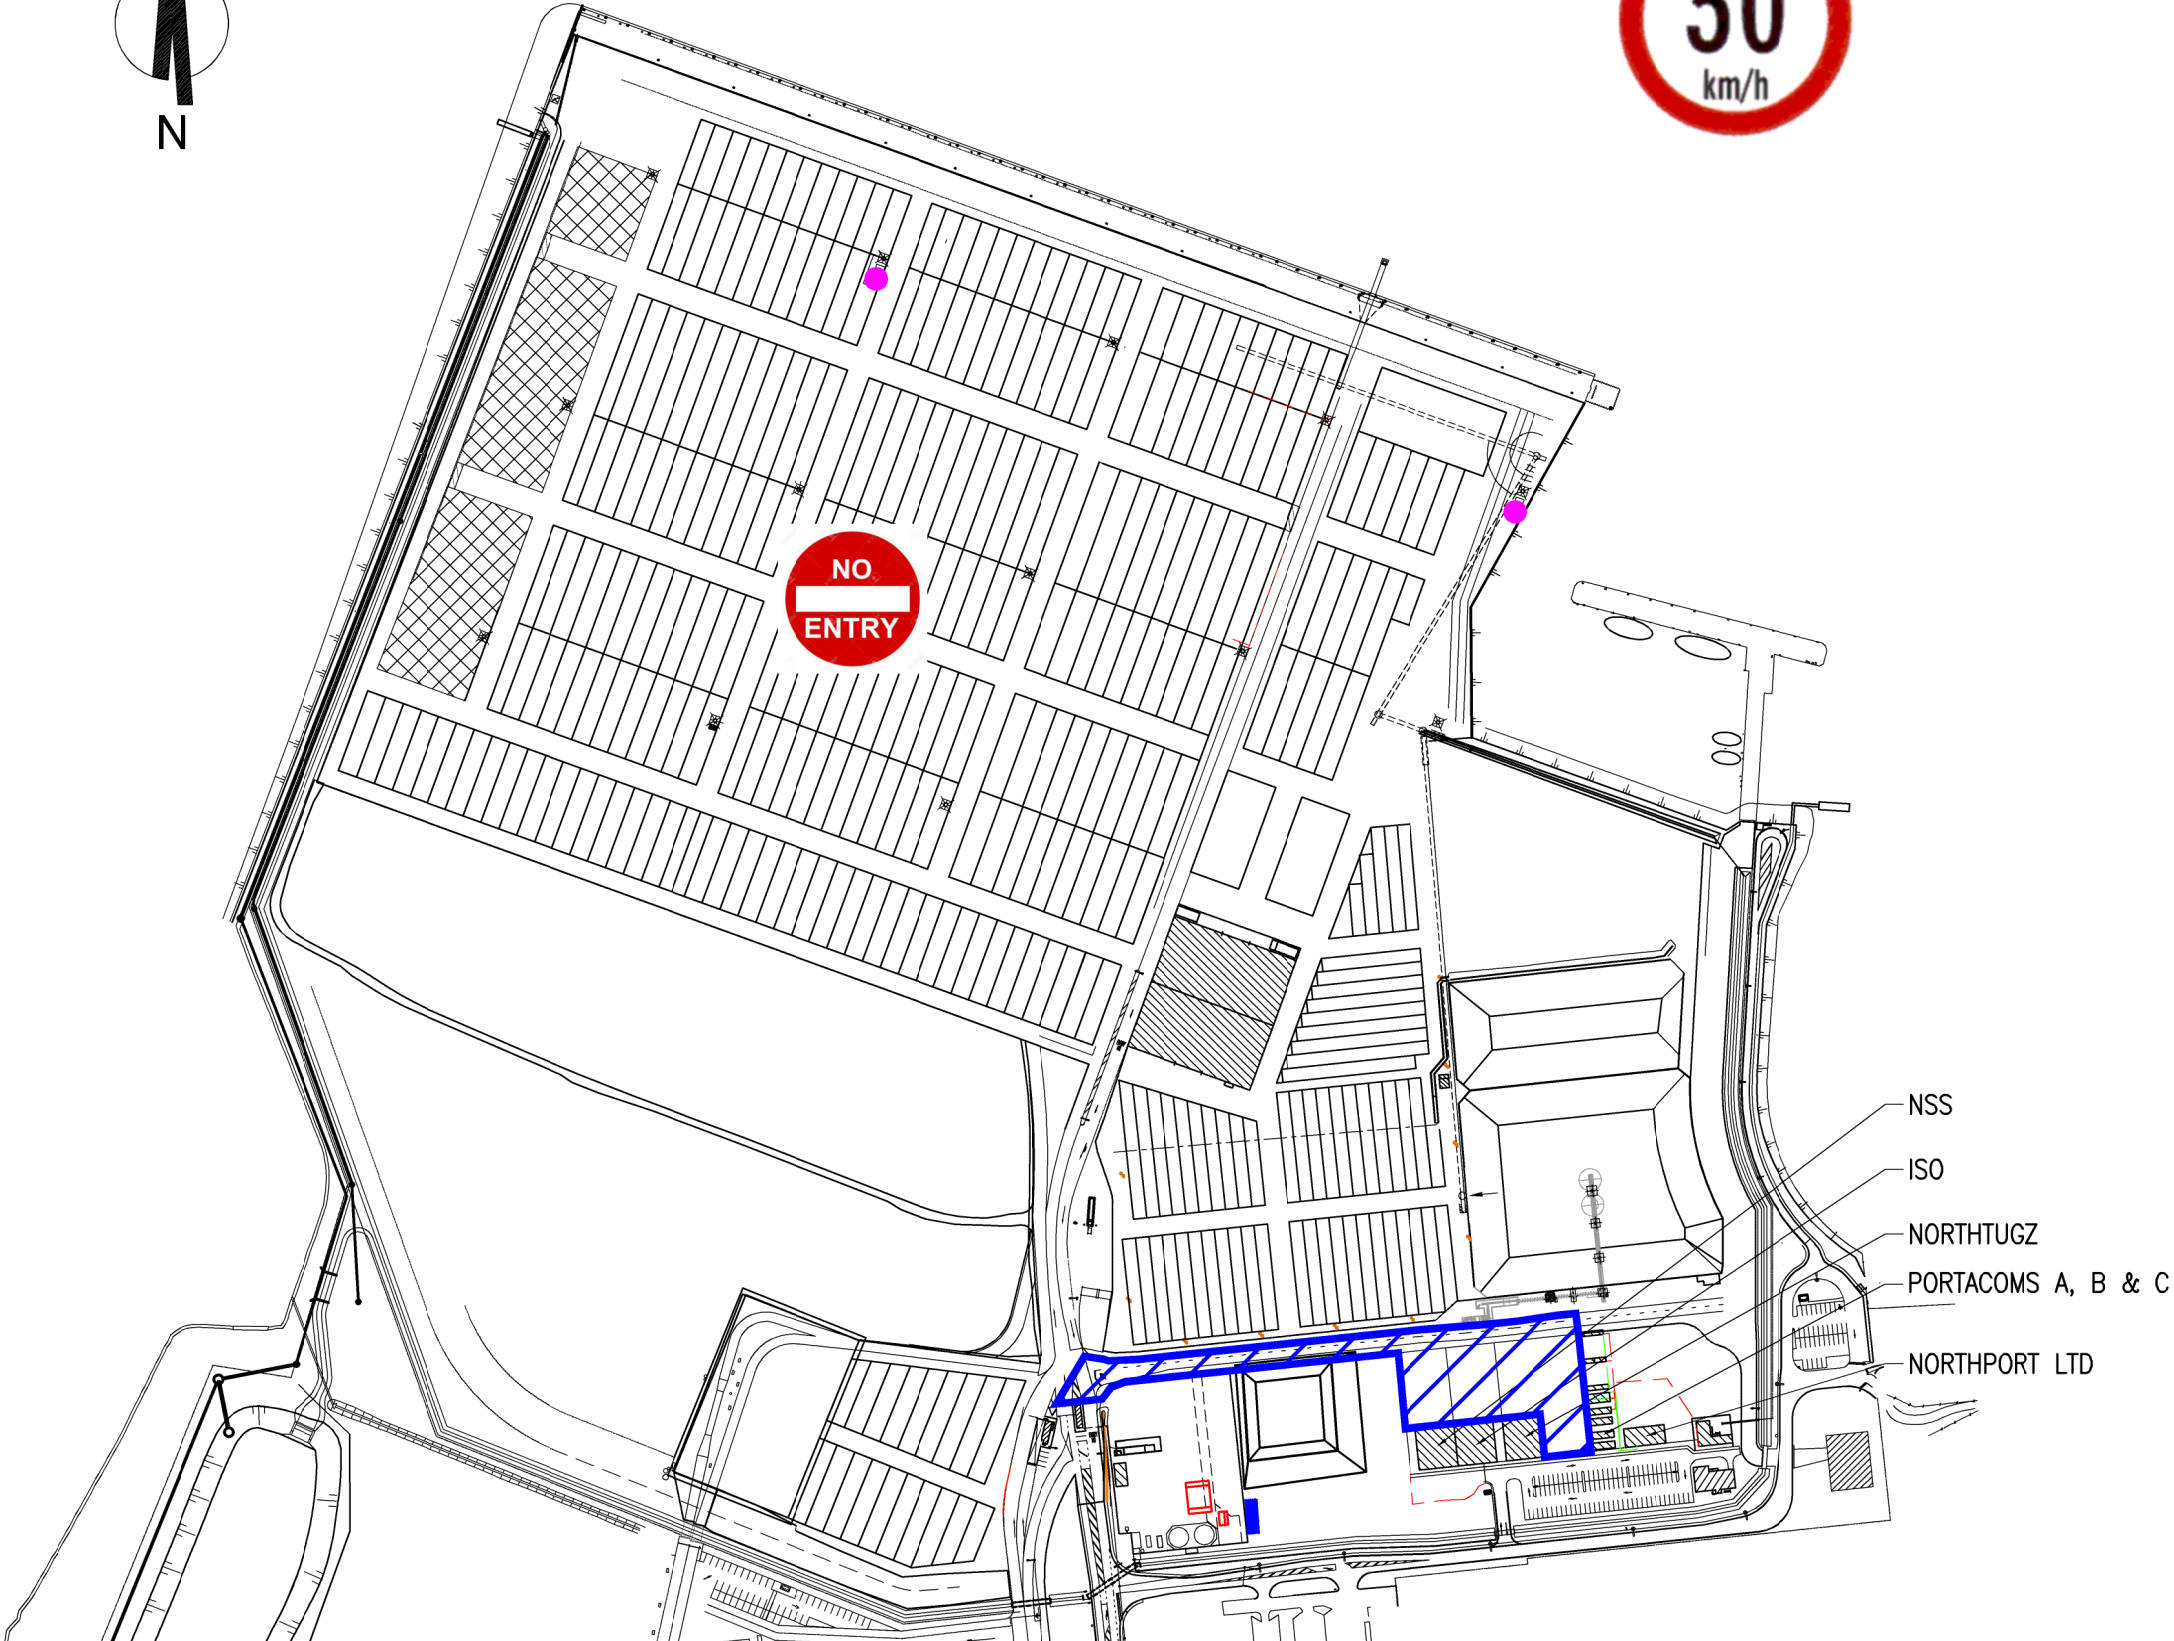 N
30
km/h
NO
ENTRY
NSS
ISO
NORTHTUGZ
PORTACOMS A, B & C
NORTHPORT LTD